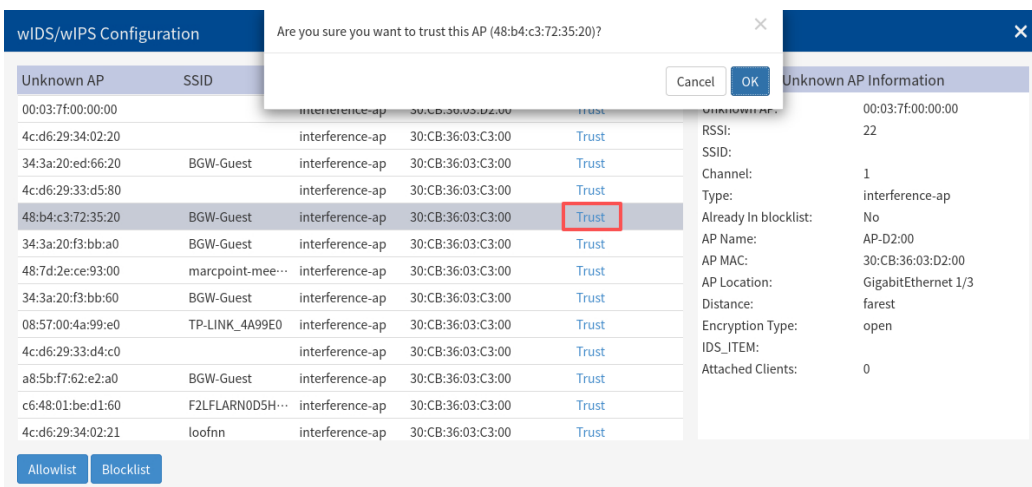 wIDS/wIPS Configuration
Are you sure you want to trust this AP (48:b4:c3:72:35:20)?
Cancel OK
Unknown AP SSID
00:03:7f:00:00:00 interference-ap 30:CB:36:03:D2:00 Trust
4c:d6:29:34:02:20 interference-ap 30:CB:36:03:C3:00 Trust
34:3a:20:ed:66:20 BGW-Guest interference-ap 30:CB:36:03:C3:00 Trust
4c:d6:29:33:d5:80 interference-ap 30:CB:36:03:C3:00 Trust
48:b4:c3:72:35:20 BGW-Guest interference-ap 30:CB:36:03:C3:00 Trust
34:3a:20:f3:bb:a0 BGW-Guest interference-ap 30:CB:36:03:C3:00 Trust
48:7d:2e:ce:93:00 marcpoint-mee··· interference-ap 30:CB:36:03:C3:00 Trust
34:3a:20:f3:bb:60 BGW-Guest interference-ap 30:CB:36:03:C3:00 Trust
08:57:00:4a:99:e0 TP-LINK_4A99E0 interference-ap 30:CB:36:03:C3:00 Trust
4c:d6:29:33:d4:c0 interference-ap 30:CB:36:03:C3:00 Trust
a8:5b:f7:62:e2:a0 BGW-Guest interference-ap 30:CB:36:03:C3:00 Trust
c6:48:01:be:d1:60 F2LFLARN0D5H··· interference-ap 30:CB:36:03:C3:00 Trust
4c:d6:29:34:02:21 loofnn interference-ap 30:CB:36:03:C3:00 Trust
Allowlist Blocklist
Unknown AP Information
Unknown AP: 00:03:7f:00:00:00
RSSI: 22
SSID:
Channel: 1
Type: interference-ap
Already In blocklist: No
AP Name: AP-D2:00
AP MAC: 30:CB:36:03:D2:00
AP Location: GigabitEthernet 1/3
Distance: farest
Encryption Type: open
IDS_ITEM:
Attached Clients: 0